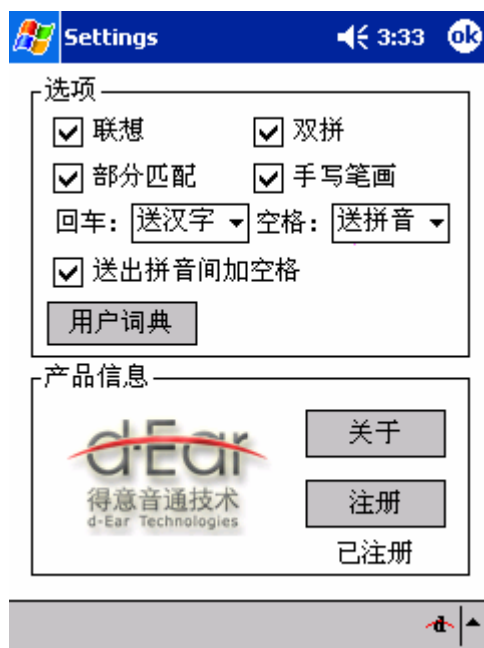 Settings 3:33 ok
选项
联想 双拼
部分匹配 手写笔画
回车: 送汉字 空格: 送拼音
送出拼音间加空格
用户词典
产品信息
d-Ear
得意音通技术
d-Ear Technologies
关于
注册
已注册
d